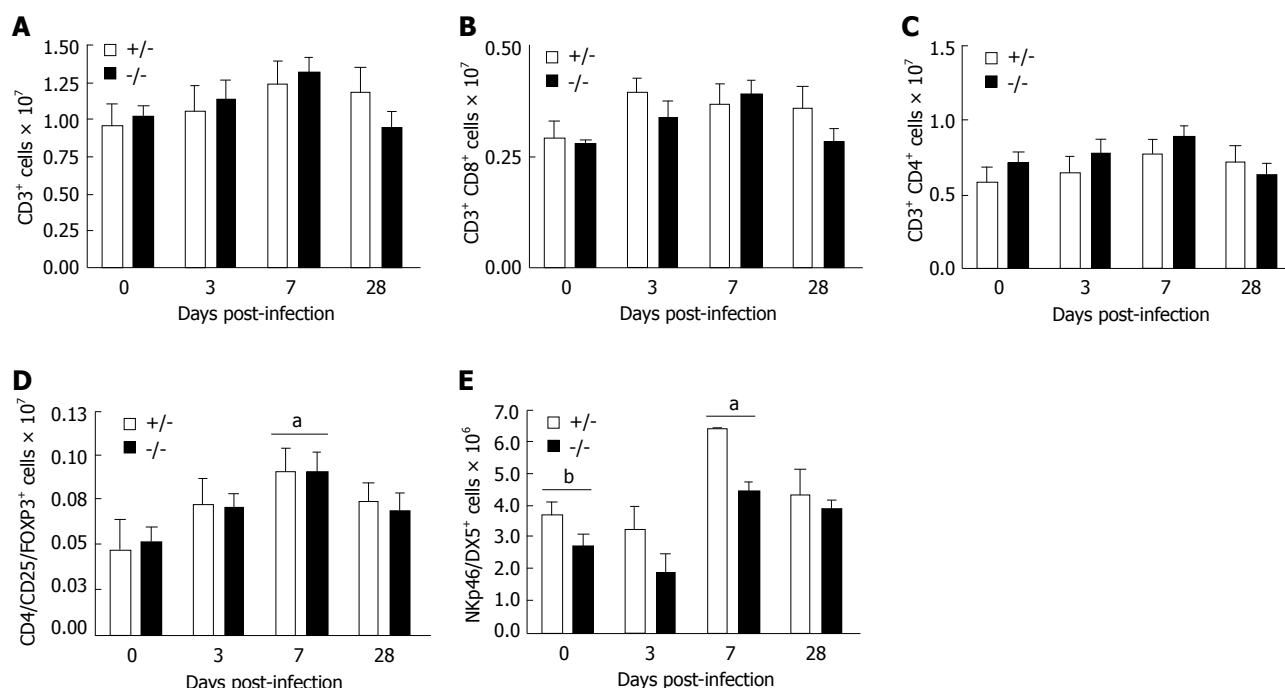 A
CD3+ cells × 10^7
1.50
1.25
1.00
0.75
0.50
0.25
0.00
+/-
-/-
0 3 7 28
Days post-infection
B
CD3+ CD8+ cells × 10^7
0.50
0.25
0.00
+/-
-/-
0 3 7 28
Days post-infection
C
CD3+ CD4+ cells × 10^7
1.5
1.0
0.5
0.0
+/-
-/-
0 3 7 28
Days post-infection
D
CD4/CD25/FOXP3+ cells × 10^7
0.13
0.10
0.08
0.05
0.03
0.00
+/-
-/-
a
0 3 7 28
Days post-infection
E
NKp46/DX5+ cells × 10^6
7.0
6.0
5.0
4.0
3.0
2.0
1.0
0.0
+/-
-/-
b
a
0 3 7 28
Days post-infection